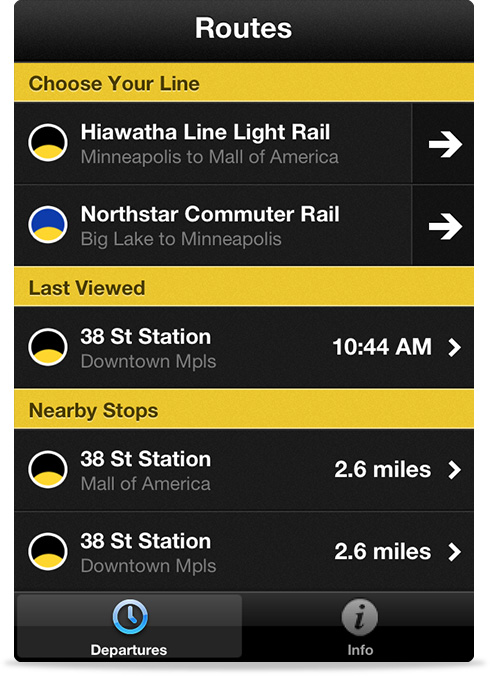 Routes
Choose Your Line
Hiawatha Line Light Rail
Minneapolis to Mall of America
Northstar Commuter Rail
Big Lake to Minneapolis
Last Viewed
38 St Station
10:44 AM
Downtown Mpls
Nearby Stops
38 St Station
2.6 miles
Mall of America
38 St Station
2.6 miles
Downtown Mpls
Departures
Info